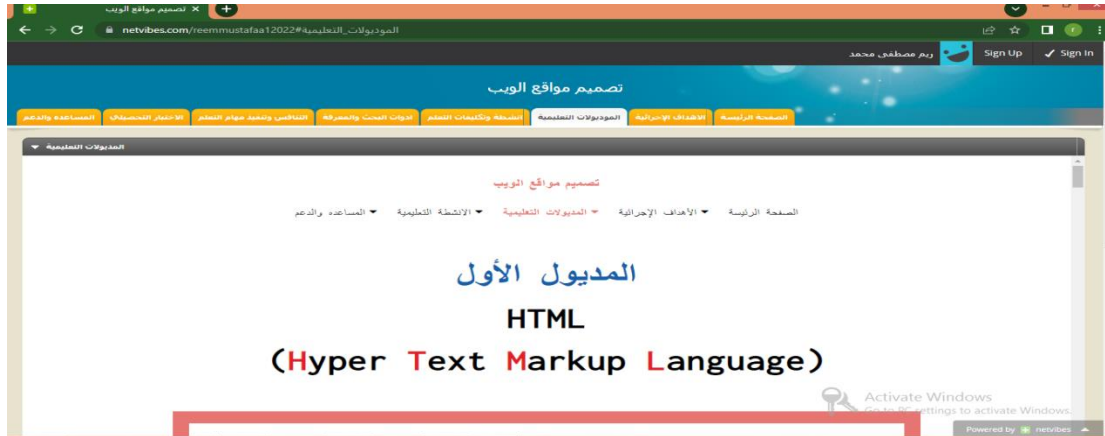 تصميم مواقع الويب
netvibes.com/reemmustafaa12022#الموديولات_التعليمية
ريم مصطفى محمد Sign Up Sign In
تصميم مواقع الويب
الصفحة الرئيسة الاهداف الإجرائية الموديولات التعليمية انشطة وتكليفات التعلم ادوات البحث والمعرفة التنافس وتنفيذ مهام التعلم الاختبار التحصيلي المساعده والدعم
المديولات التعليمية
تصميم مواقع الويب
الصفحة الرئيسة الأهداف الإجرائية المديولات التعليمية الانشطة التعليمية المساعده والدعم
المديول الأول
HTML
(Hyper Text Markup Language)
Activate Windows
Go to PC settings to activate Windows.
Powered by netvibes